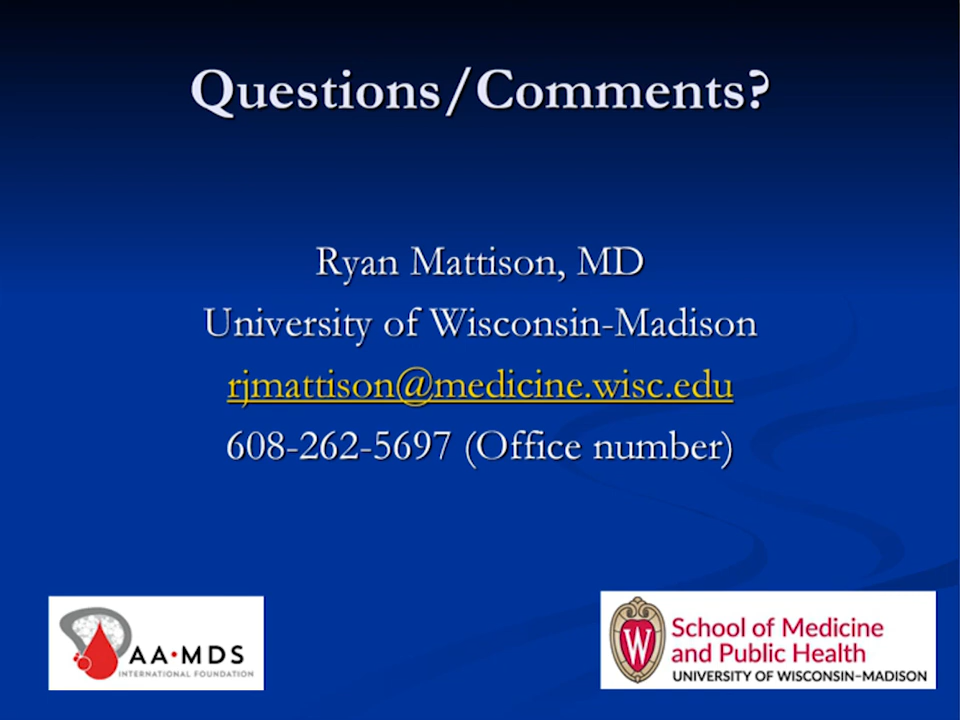 Questions/Comments?
Ryan Mattison, MD
University of Wisconsin-Madison
rjmattison@medicine.wisc.edu
608-262-5697 (Office number)
AA·MDS
INTERNATIONAL FOUNDATION
W
School of Medicine
and Public Health
UNIVERSITY OF WISCONSIN–MADISON